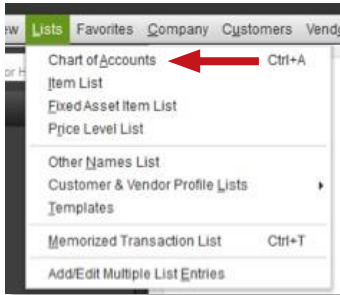 Lists Favorites Company Customers
Chart of Accounts Ctrl+A
Item List
Fixed Asset Item List
Price Level List
Other Names List
Customer & Vendor Profile Lists
Templates
Memorized Transaction List Ctrl+T
Add/Edit Multiple List Entries